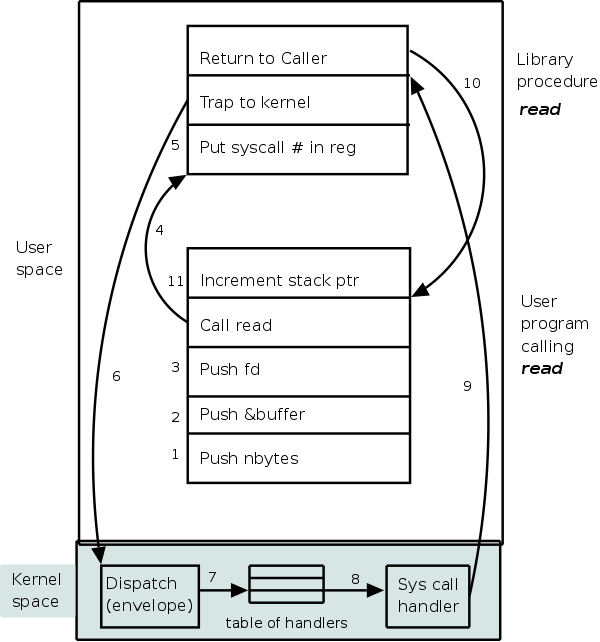 Return to Caller
Library
procedure
read
10
Trap to kernel
5
Put syscall # in reg
4
User
space
11
Increment stack ptr
Call read
User
program
calling
read
3
Push fd
6
9
2
Push &buffer
1
Push nbytes
Kernel
space
Dispatch
(envelope)
7
8
Sys call
handler
table of handlers